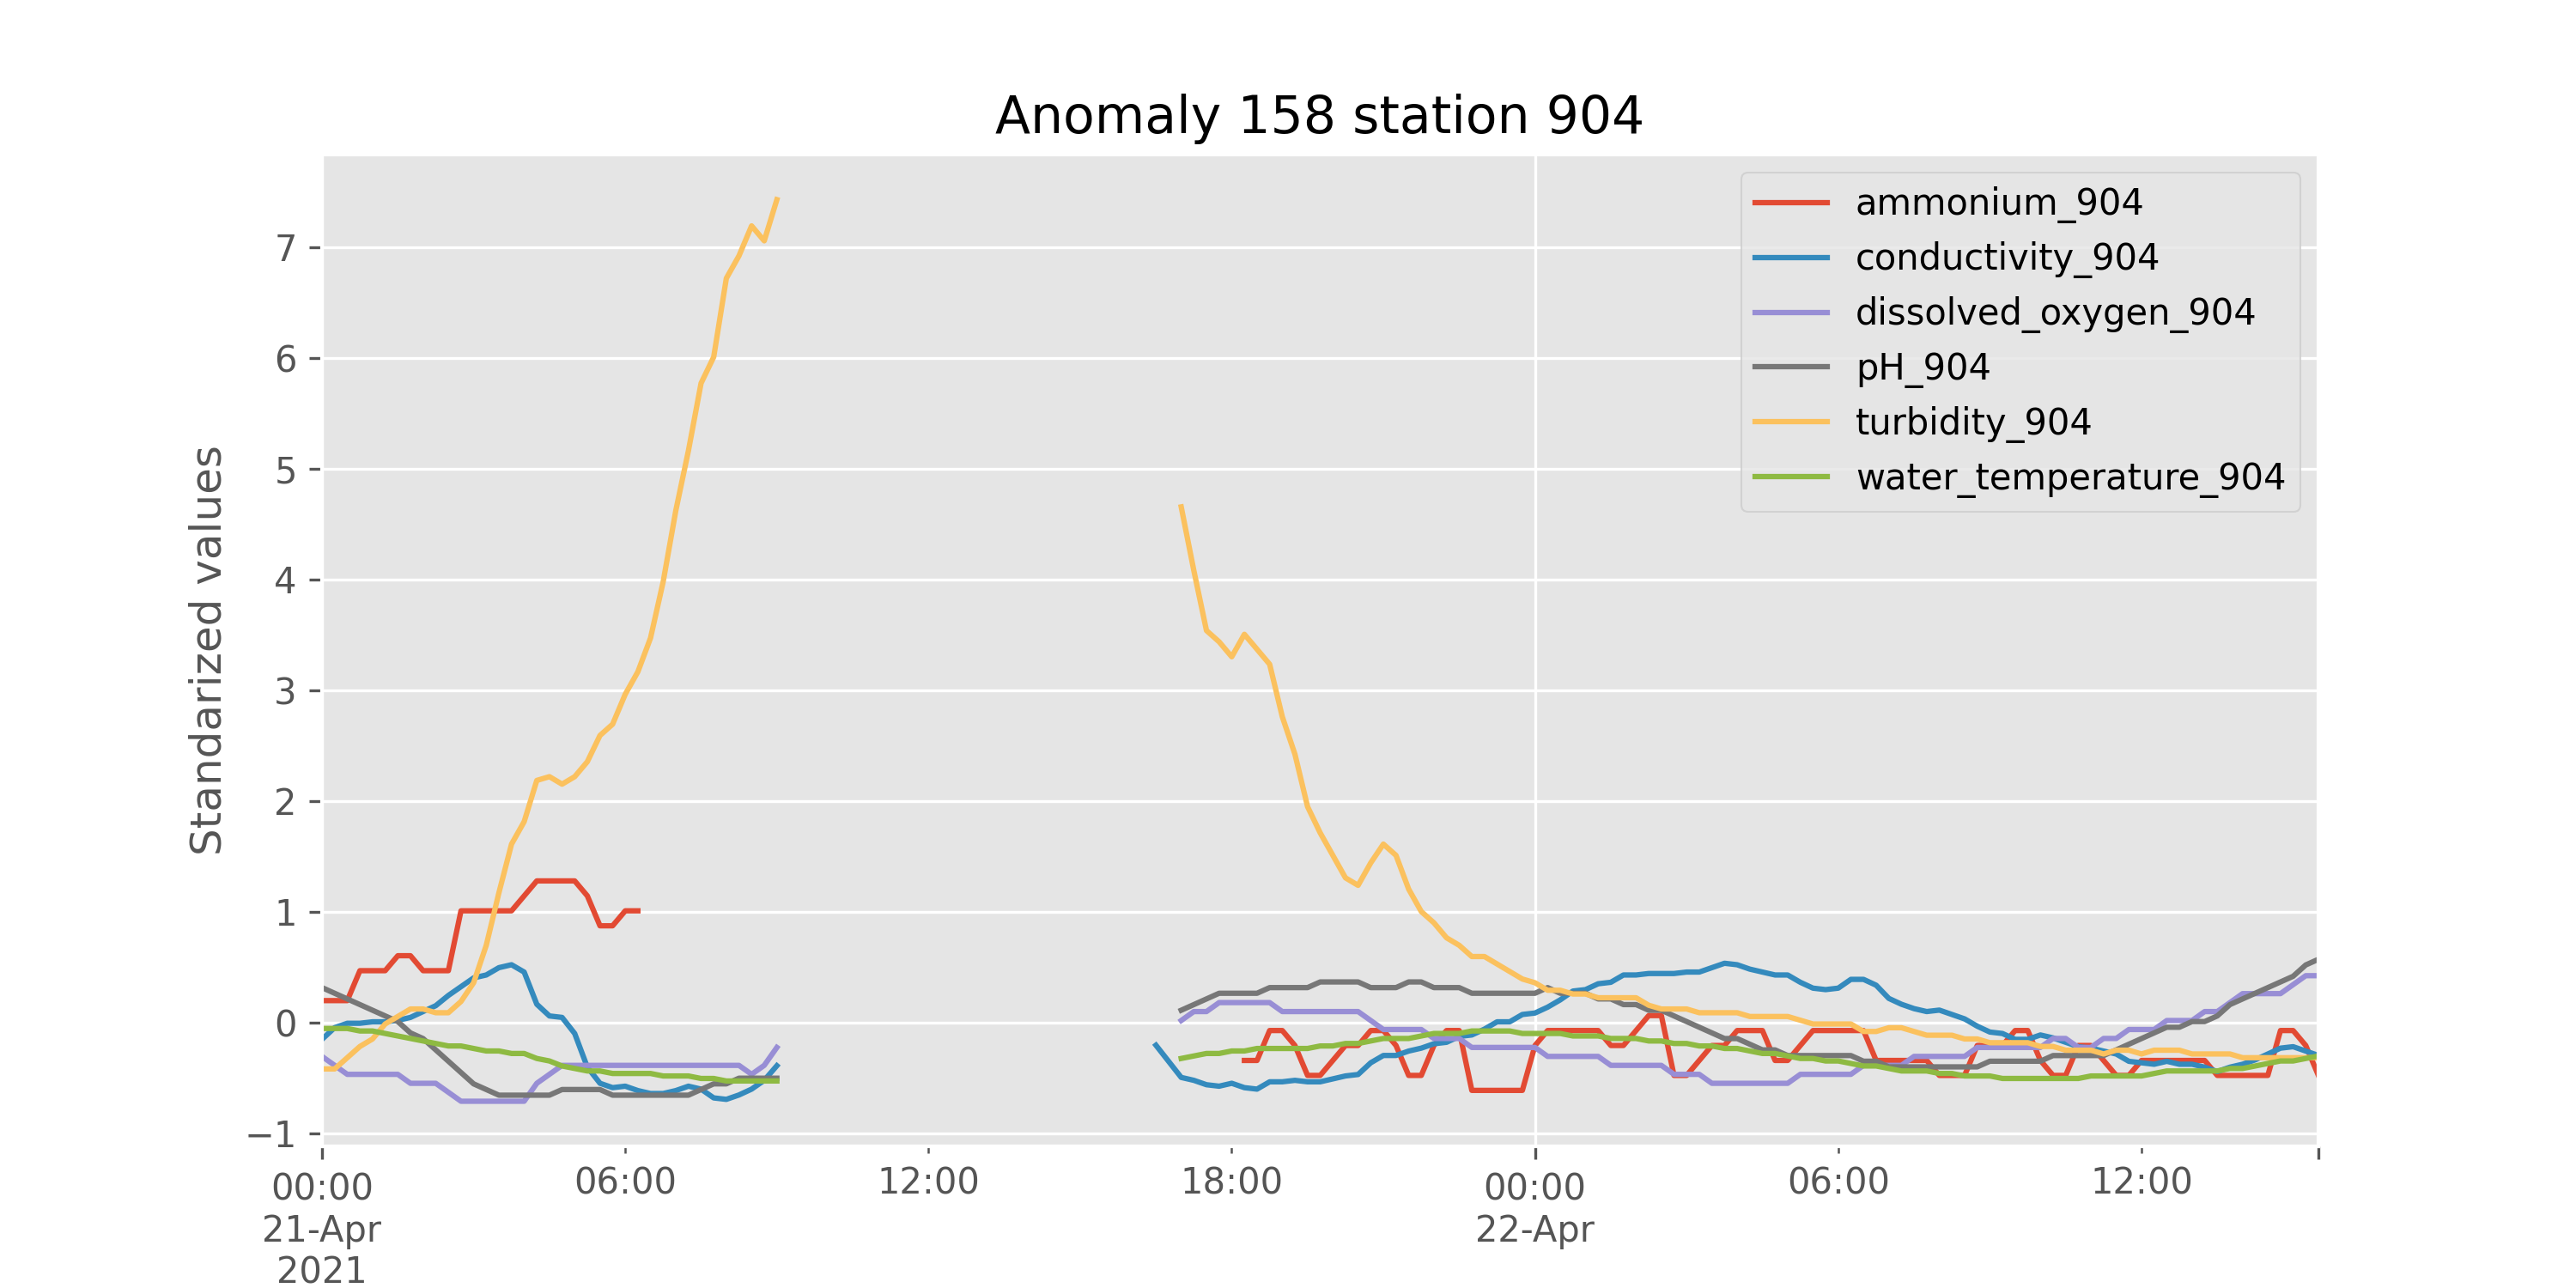 Anomaly 158 station 904
Standarized values
7
6
5
4
3
2
1
0
−1
ammonium_904
conductivity_904
dissolved_oxygen_904
pH_904
turbidity_904
water_temperature_904
00:00 06:00 12:00 18:00 00:00 06:00 12:00
21-Apr 22-Apr
2021